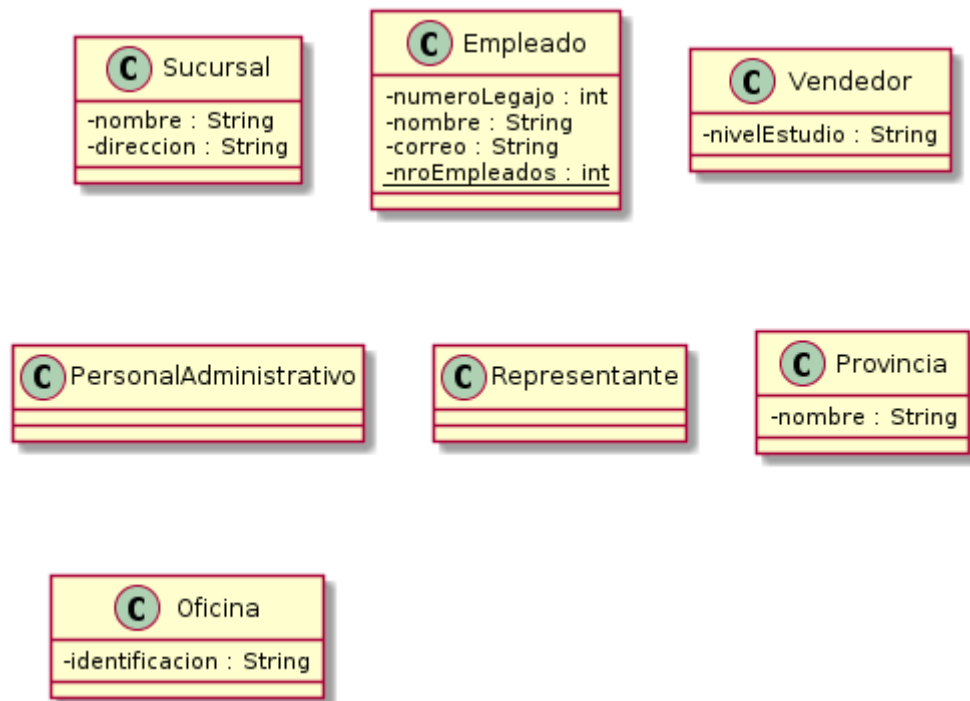 C Sucursal
-nombre : String
-direccion : String
C Empleado
-numeroLegajo : int
-nombre : String
-correo : String
-nroEmpleados : int
C Vendedor
-nivelEstudio : String
C PersonalAdministrativo
C Representante
C Provincia
-nombre : String
C Oficina
-identificacion : String